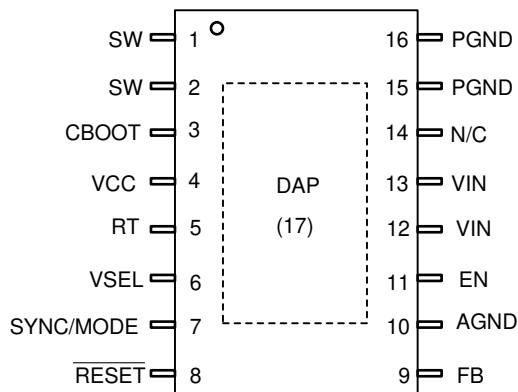 SW 1 16 PGND
SW 2 15 PGND
CBOOT 3 14 N/C
VCC 4 DAP 13 VIN
RT 5 (17) 12 VIN
VSEL 6 11 EN
SYNC/MODE 7 10 AGND
RESET 8 9 FB